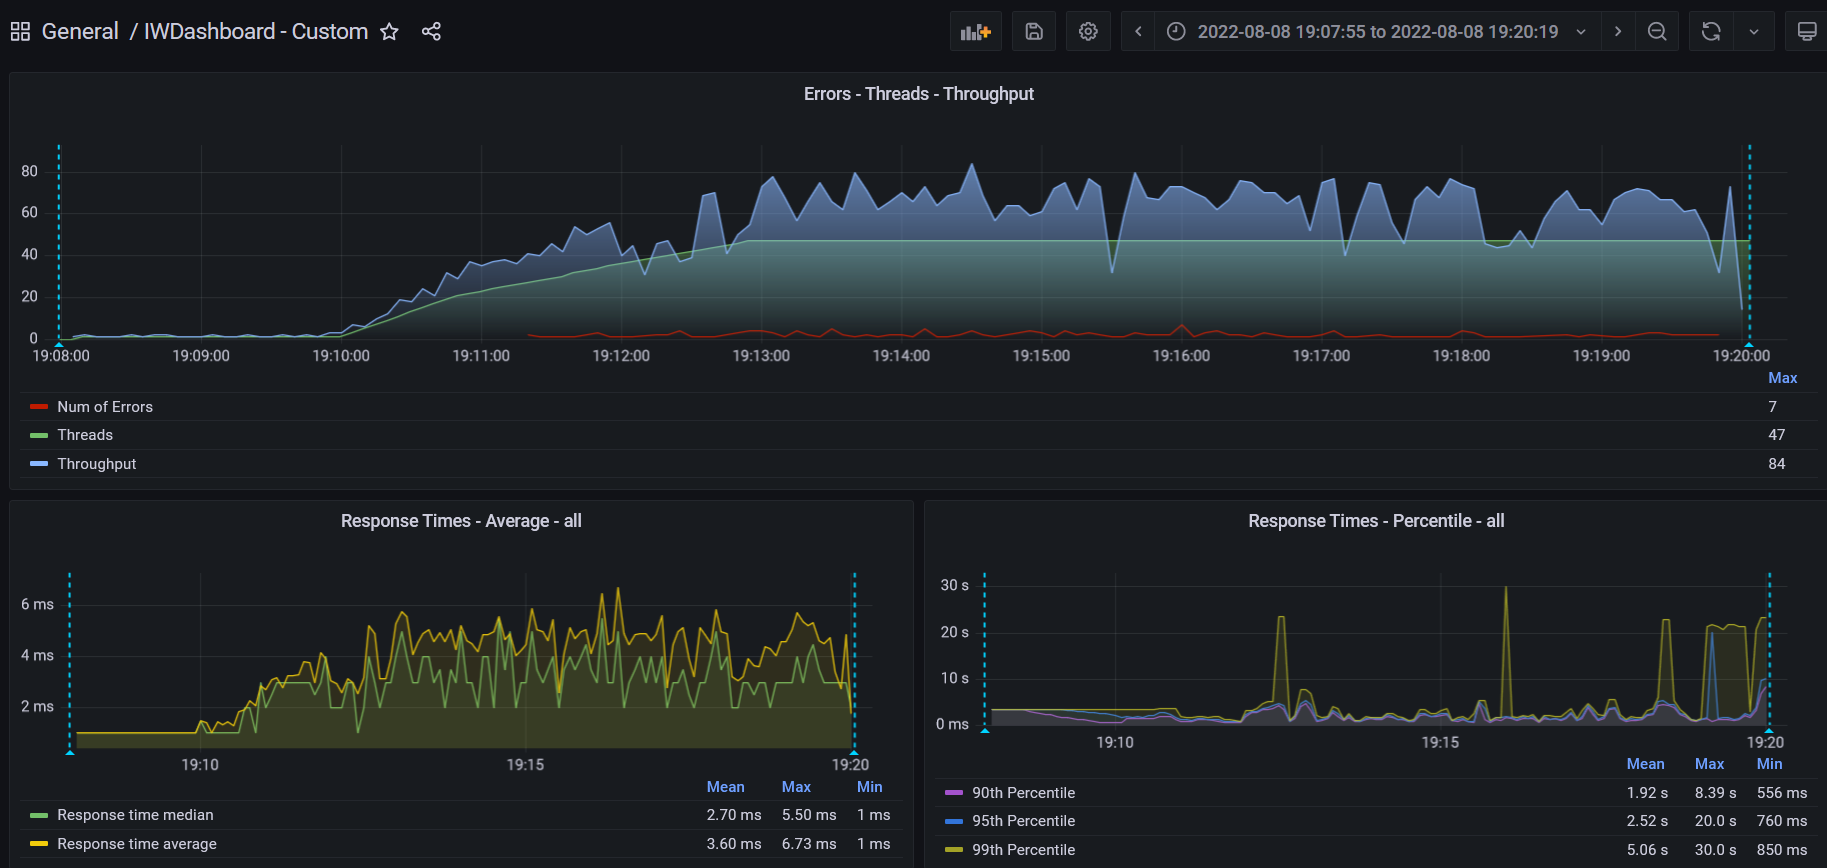 General / IWDashboard - Custom
2022-08-08 19:07:55 to 2022-08-08 19:20:19
Errors - Threads - Throughput
80
60
40
20
0
19:08:00 19:09:00 19:10:00 19:11:00 19:12:00 19:13:00 19:14:00 19:15:00 19:16:00 19:17:00 19:18:00 19:19:00 19:20:00
Max
Num of Errors 7
Threads 47
Throughput 84
Response Times - Average - all
6 ms
4 ms
2 ms
19:10 19:15 19:20
Mean Max Min
Response time median 2.70 ms 5.50 ms 1 ms
Response time average 3.60 ms 6.73 ms 1 ms
Response Times - Percentile - all
30 s
20 s
10 s
0 ms
19:10 19:15 19:20
Mean Max Min
90th Percentile 1.92 s 8.39 s 556 ms
95th Percentile 2.52 s 20.0 s 760 ms
99th Percentile 5.06 s 30.0 s 850 ms